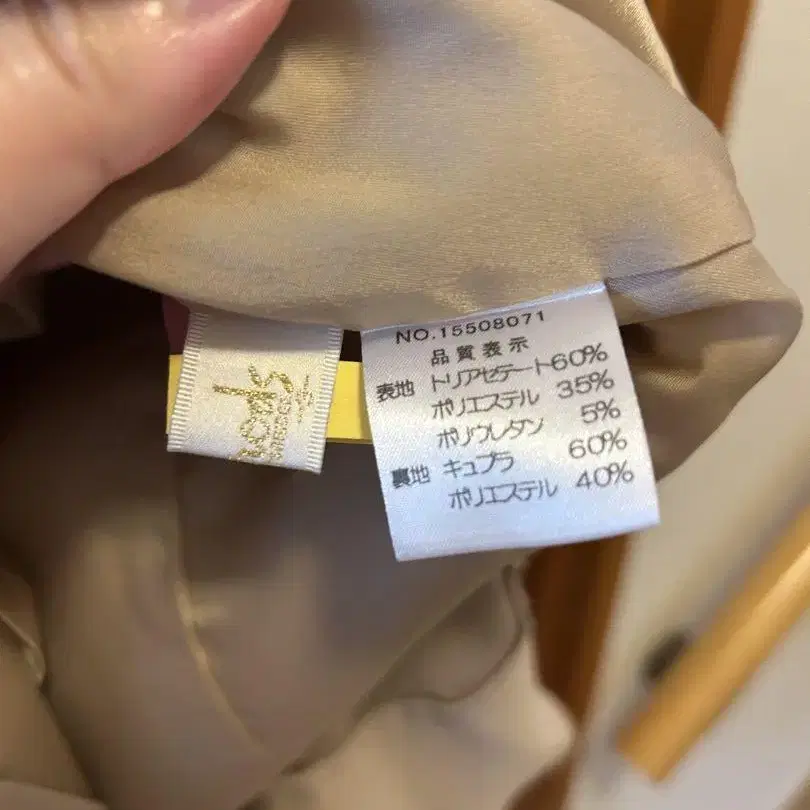 NO.15508071
品質表示
表地 トリアセテート60%
ポリエステル 35%
ポリウレタン 5%
裏地 キュプラ 60%
ポリエステル 40%